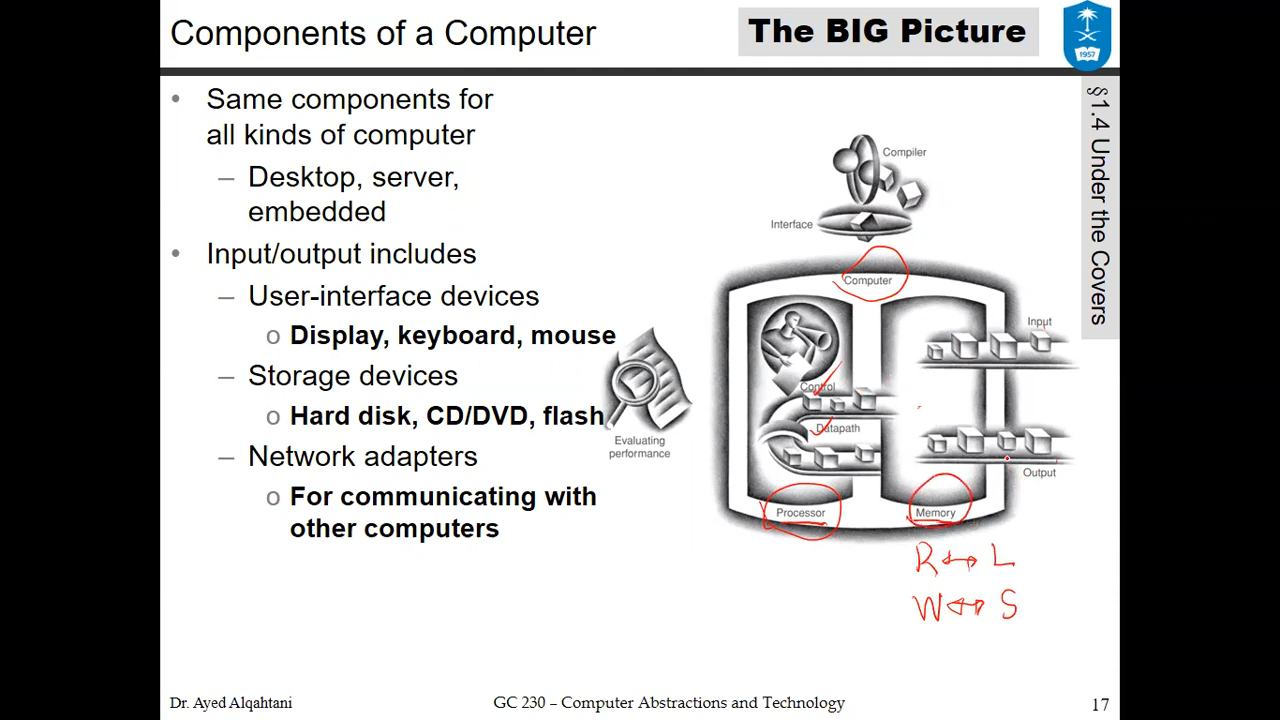 Components of a Computer
The BIG Picture
1957
§1.4 Under the Covers
• Same components for
all kinds of computer
– Desktop, server,
embedded
• Input/output includes
– User-interface devices
o Display, keyboard, mouse
– Storage devices
o Hard disk, CD/DVD, flash
– Network adapters
o For communicating with
other computers
Compiler
Interface
Computer
Input
Control
Datapath
Evaluating
performance
Output
Processor
Memory
R ↔ L
W ↔ S
Dr. Ayed Alqahtani
GC 230 – Computer Abstractions and Technology
17